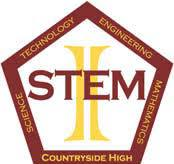 SCIENCE
TECHNOLOGY
ENGINEERING
MATHEMATICS
I
STEM
COUNTRYSIDE HIGH